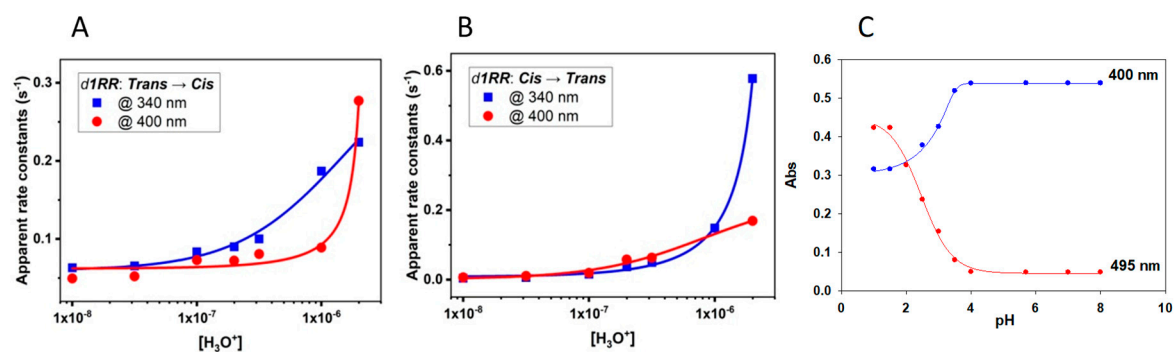 A
Apparent rate constants (s⁻¹)
0.3
0.2
0.1
d1RR: Trans → Cis
@ 340 nm
@ 400 nm
1x10⁻⁸
1x10⁻⁷
1x10⁻⁶
[H₃O⁺]
B
Apparent rate constants (s⁻¹)
0.6
0.4
0.2
0.0
d1RR: Cis → Trans
@ 340 nm
@ 400 nm
1x10⁻⁸
1x10⁻⁷
1x10⁻⁶
[H₃O⁺]
C
Abs
0.6
0.5
0.4
0.3
0.2
0.1
0.0
400 nm
495 nm
0
2
4
6
8
10
pH